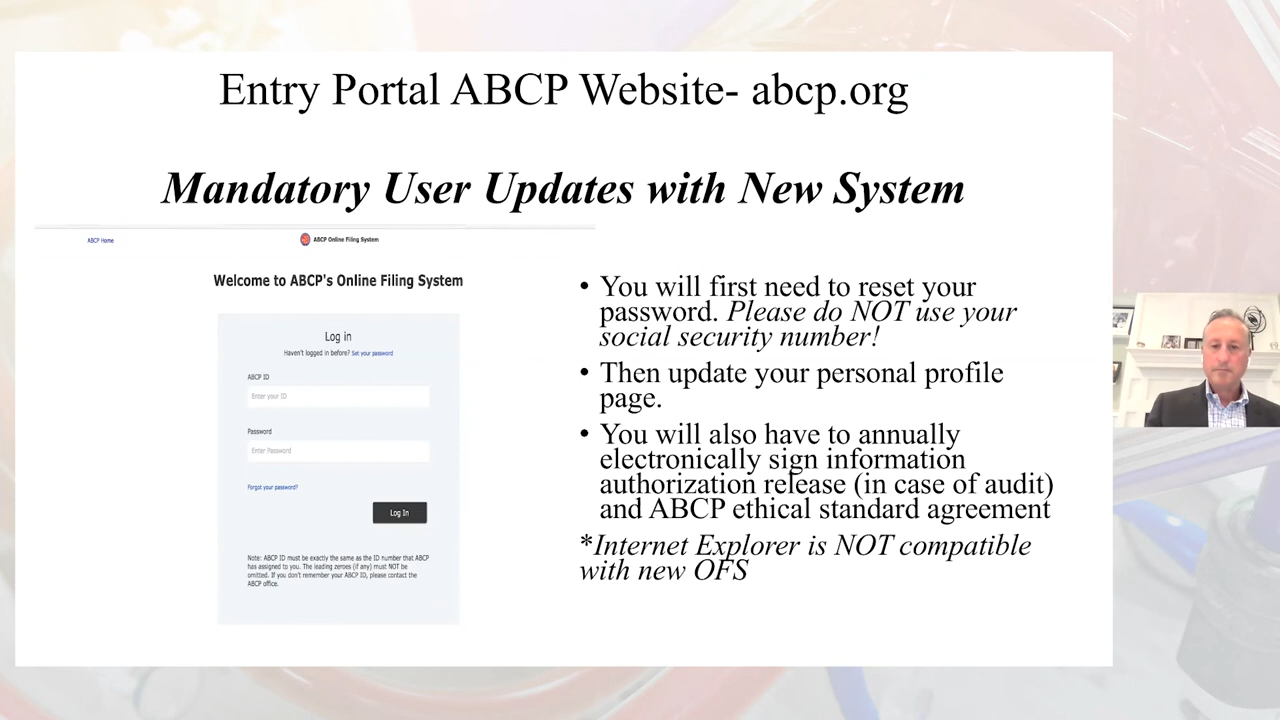 Entry Portal ABCP Website- abcp.org
Mandatory User Updates with New System
ABCP Home
ABCP Online Filing System
Welcome to ABCP's Online Filing System
Log in
Haven't logged in before? Set your password
ABCP ID
Enter your ID
Password
Enter Password
Forgot your password?
Log In
Note: ABCP ID must be exactly the same as the ID number that ABCP
has assigned to you. The leading zeroes (if any) must NOT be
omitted. If you don't remember your ABCP ID, please contact the
ABCP office.
• You will first need to reset your
password. Please do NOT use your
social security number!
• Then update your personal profile
page.
• You will also have to annually
electronically sign information
authorization release (in case of audit)
and ABCP ethical standard agreement
*Internet Explorer is NOT compatible
with new OFS